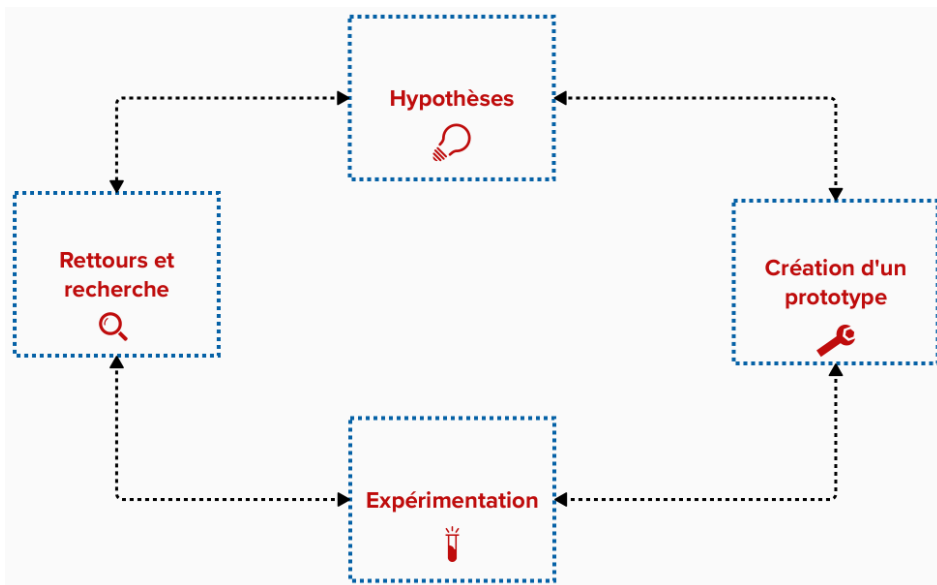 Hypothèses
Rettours et
recherche
Création d'un
prototype
Expérimentation